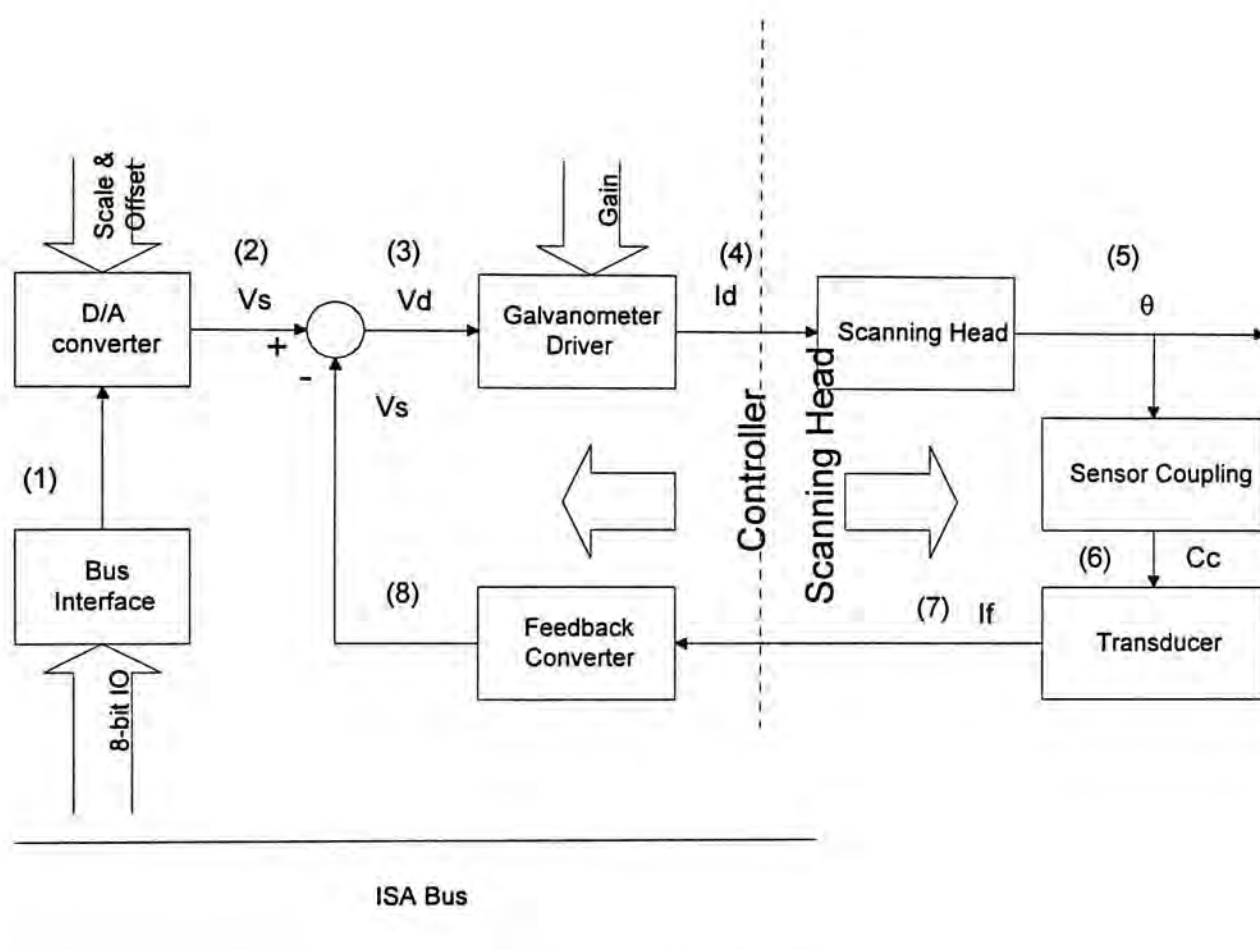 Scale &
Offset
Gain
(2)
(3)
(4)
(5)
Vs
Vd
Id
θ
D/A
converter
+
-
Galvanometer
Driver
Scanning Head
Vs
Controller
Scanning Head
Sensor Coupling
(1)
(6)
Cc
Bus
Interface
(8)
Feedback
Converter
(7)
If
Transducer
8-bit IO
ISA Bus